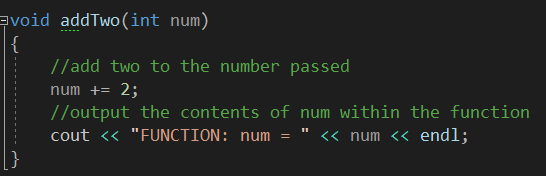 void addTwo(int num)
{
//add two to the number passed
num += 2;
//output the contents of num within the function
cout << "FUNCTION: num = " << num << endl;
}